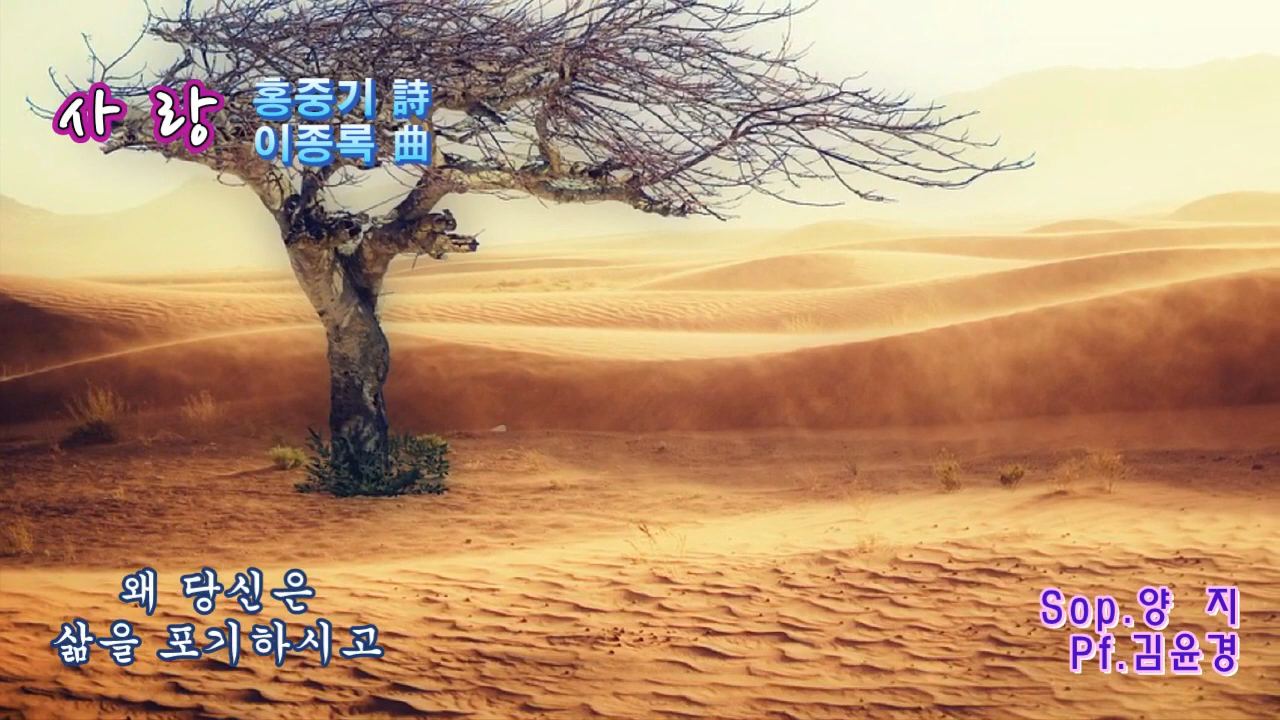 사 랑
홍중기 詩
이종록 曲
왜 당신은
삶을 포기하시고
Sop.양 지
Pf.김윤경